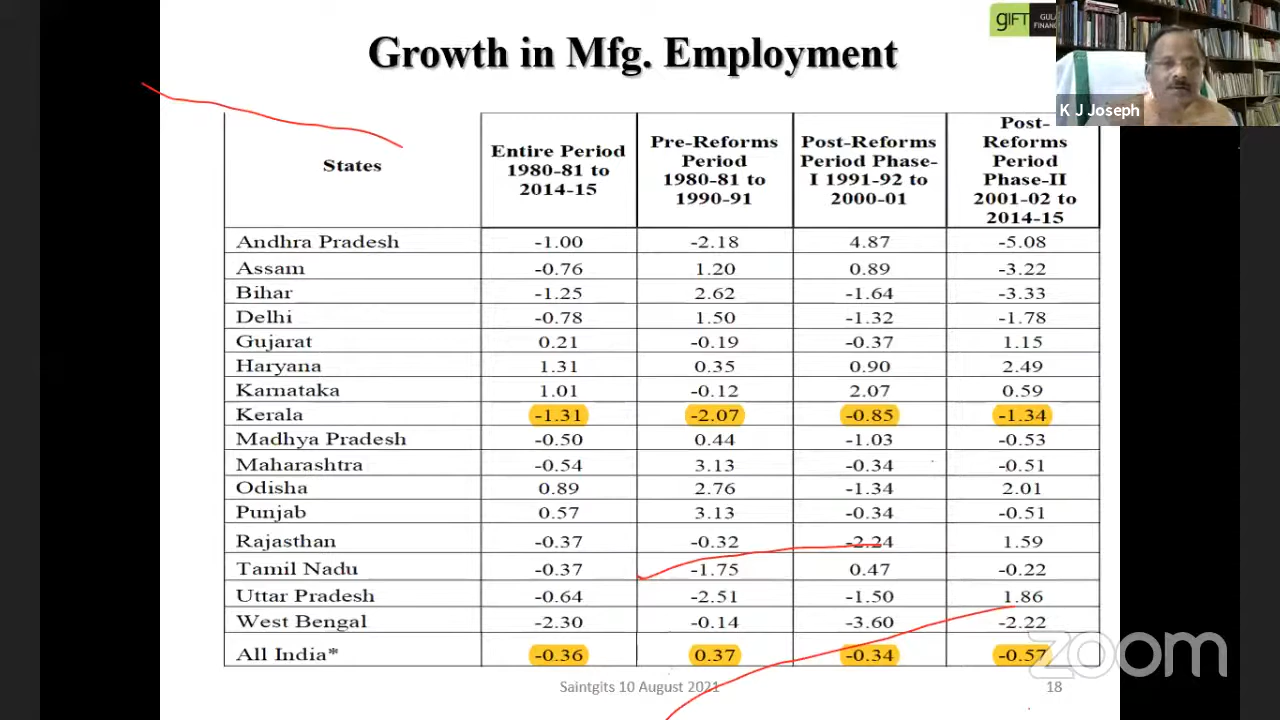 Growth in Mfg. Employment
GIFT
GULA
FINANC
K J Joseph
States
Entire Period
1980-81 to
2014-15
Pre-Reforms
Period
1980-81 to
1990-91
Post-Reforms
Period Phase-
I 1991-92 to
2000-01
Post-
Reforms
Period
Phase-II
2001-02 to
2014-15
Andhra Pradesh -1.00 -2.18 4.87 -5.08
Assam -0.76 1.20 0.89 -3.22
Bihar -1.25 2.62 -1.64 -3.33
Delhi -0.78 1.50 -1.32 -1.78
Gujarat 0.21 -0.19 -0.37 1.15
Haryana 1.31 0.35 0.90 2.49
Karnataka 1.01 -0.12 2.07 0.59
Kerala -1.31 -2.07 -0.85 -1.34
Madhya Pradesh -0.50 0.44 -1.03 -0.53
Maharashtra -0.54 3.13 -0.34 -0.51
Odisha 0.89 2.76 -1.34 2.01
Punjab 0.57 3.13 -0.34 -0.51
Rajasthan -0.37 -0.32 -2.24 1.59
Tamil Nadu -0.37 -1.75 0.47 -0.22
Uttar Pradesh -0.64 -2.51 -1.50 1.86
West Bengal -2.30 -0.14 -3.60 -2.22
All India* -0.36 0.37 -0.34 -0.57
zoom
Saintgits 10 August 2021 18